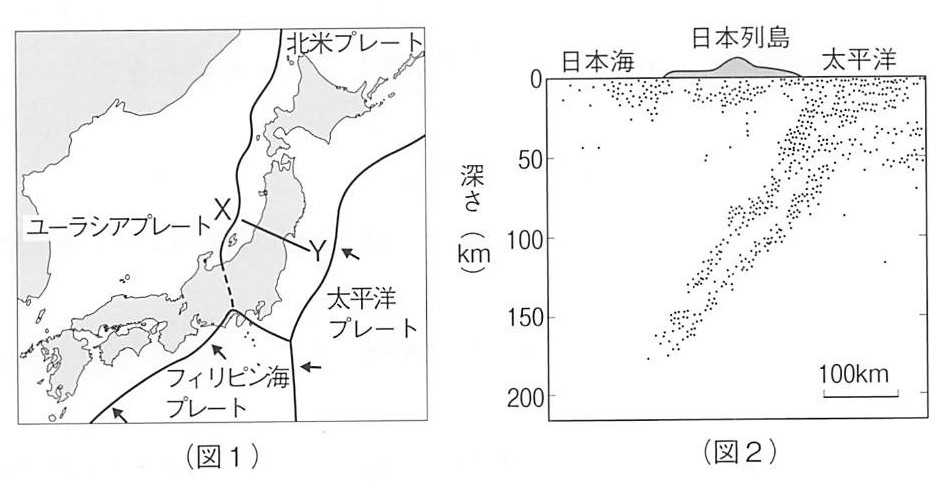 北米プレート
ユーラシアプレート
X
Y
太平洋
プレート
フィリピン海
プレート
(図1)
日本海
日本列島
太平洋
0
50
100
150
200
深さ
(km)
100km
(図2)